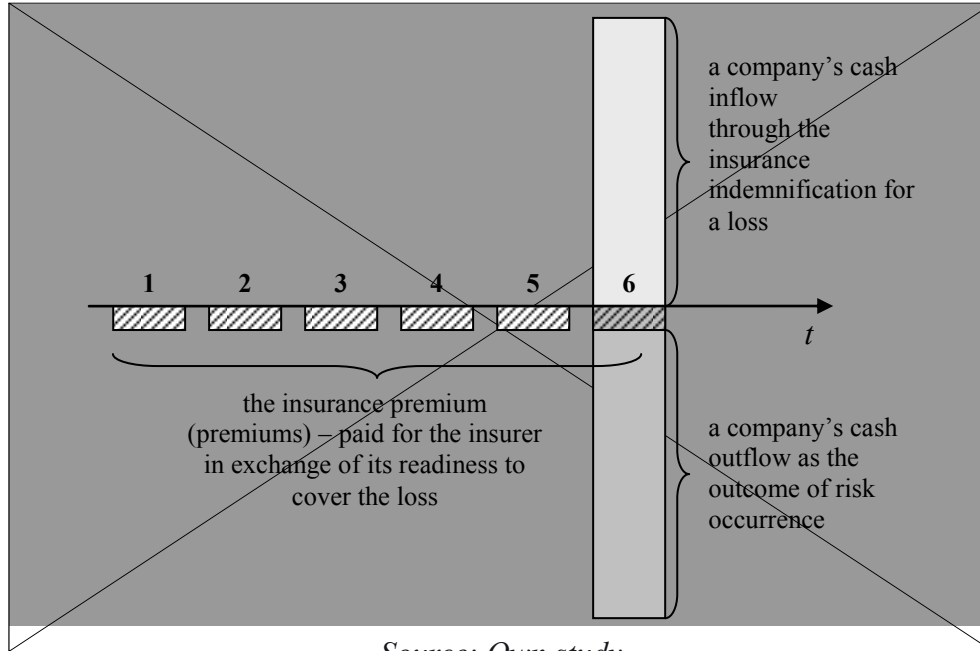 a company’s cash
inflow
through the
insurance
indemnification for
a loss
1 2 3 4 5 6
t
the insurance premium
(premiums) – paid for the insurer
in exchange of its readiness to
cover the loss
a company’s cash
outflow as the
outcome of risk
occurrence
Source: Own study